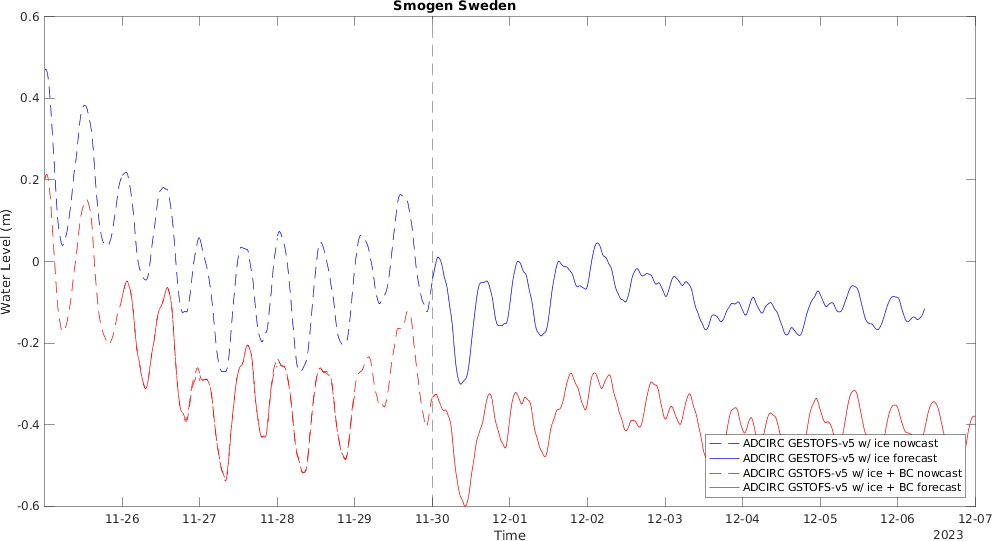 Smogen Sweden
0.6
0.4
0.2
0
-0.2
-0.4
-0.6
Water Level (m)
ADCIRC GESTOFS-v5 w/ ice nowcast
ADCIRC GESTOFS-v5 w/ ice forecast
ADCIRC GSTOFS-v5 w/ ice + BC nowcast
ADCIRC GSTOFS-v5 w/ ice + BC forecast
11-26 11-27 11-28 11-29 11-30 12-01 12-02 12-03 12-04 12-05 12-06 12-07
Time
2023